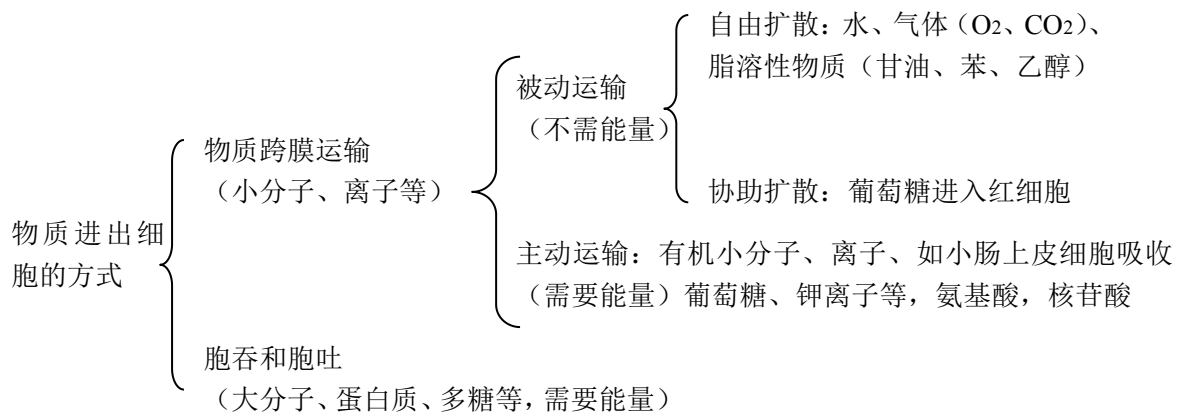 自由扩散：水、气体（O2、CO2）、
脂溶性物质（甘油、苯、乙醇）
被动运输
（不需能量）
物质跨膜运输
（小分子、离子等）
协助扩散：葡萄糖进入红细胞
物质进出细
胞的方式
主动运输：有机小分子、离子、如小肠上皮细胞吸收
（需要能量）葡萄糖、钾离子等，氨基酸，核苷酸
胞吞和胞吐
（大分子、蛋白质、多糖等，需要能量）